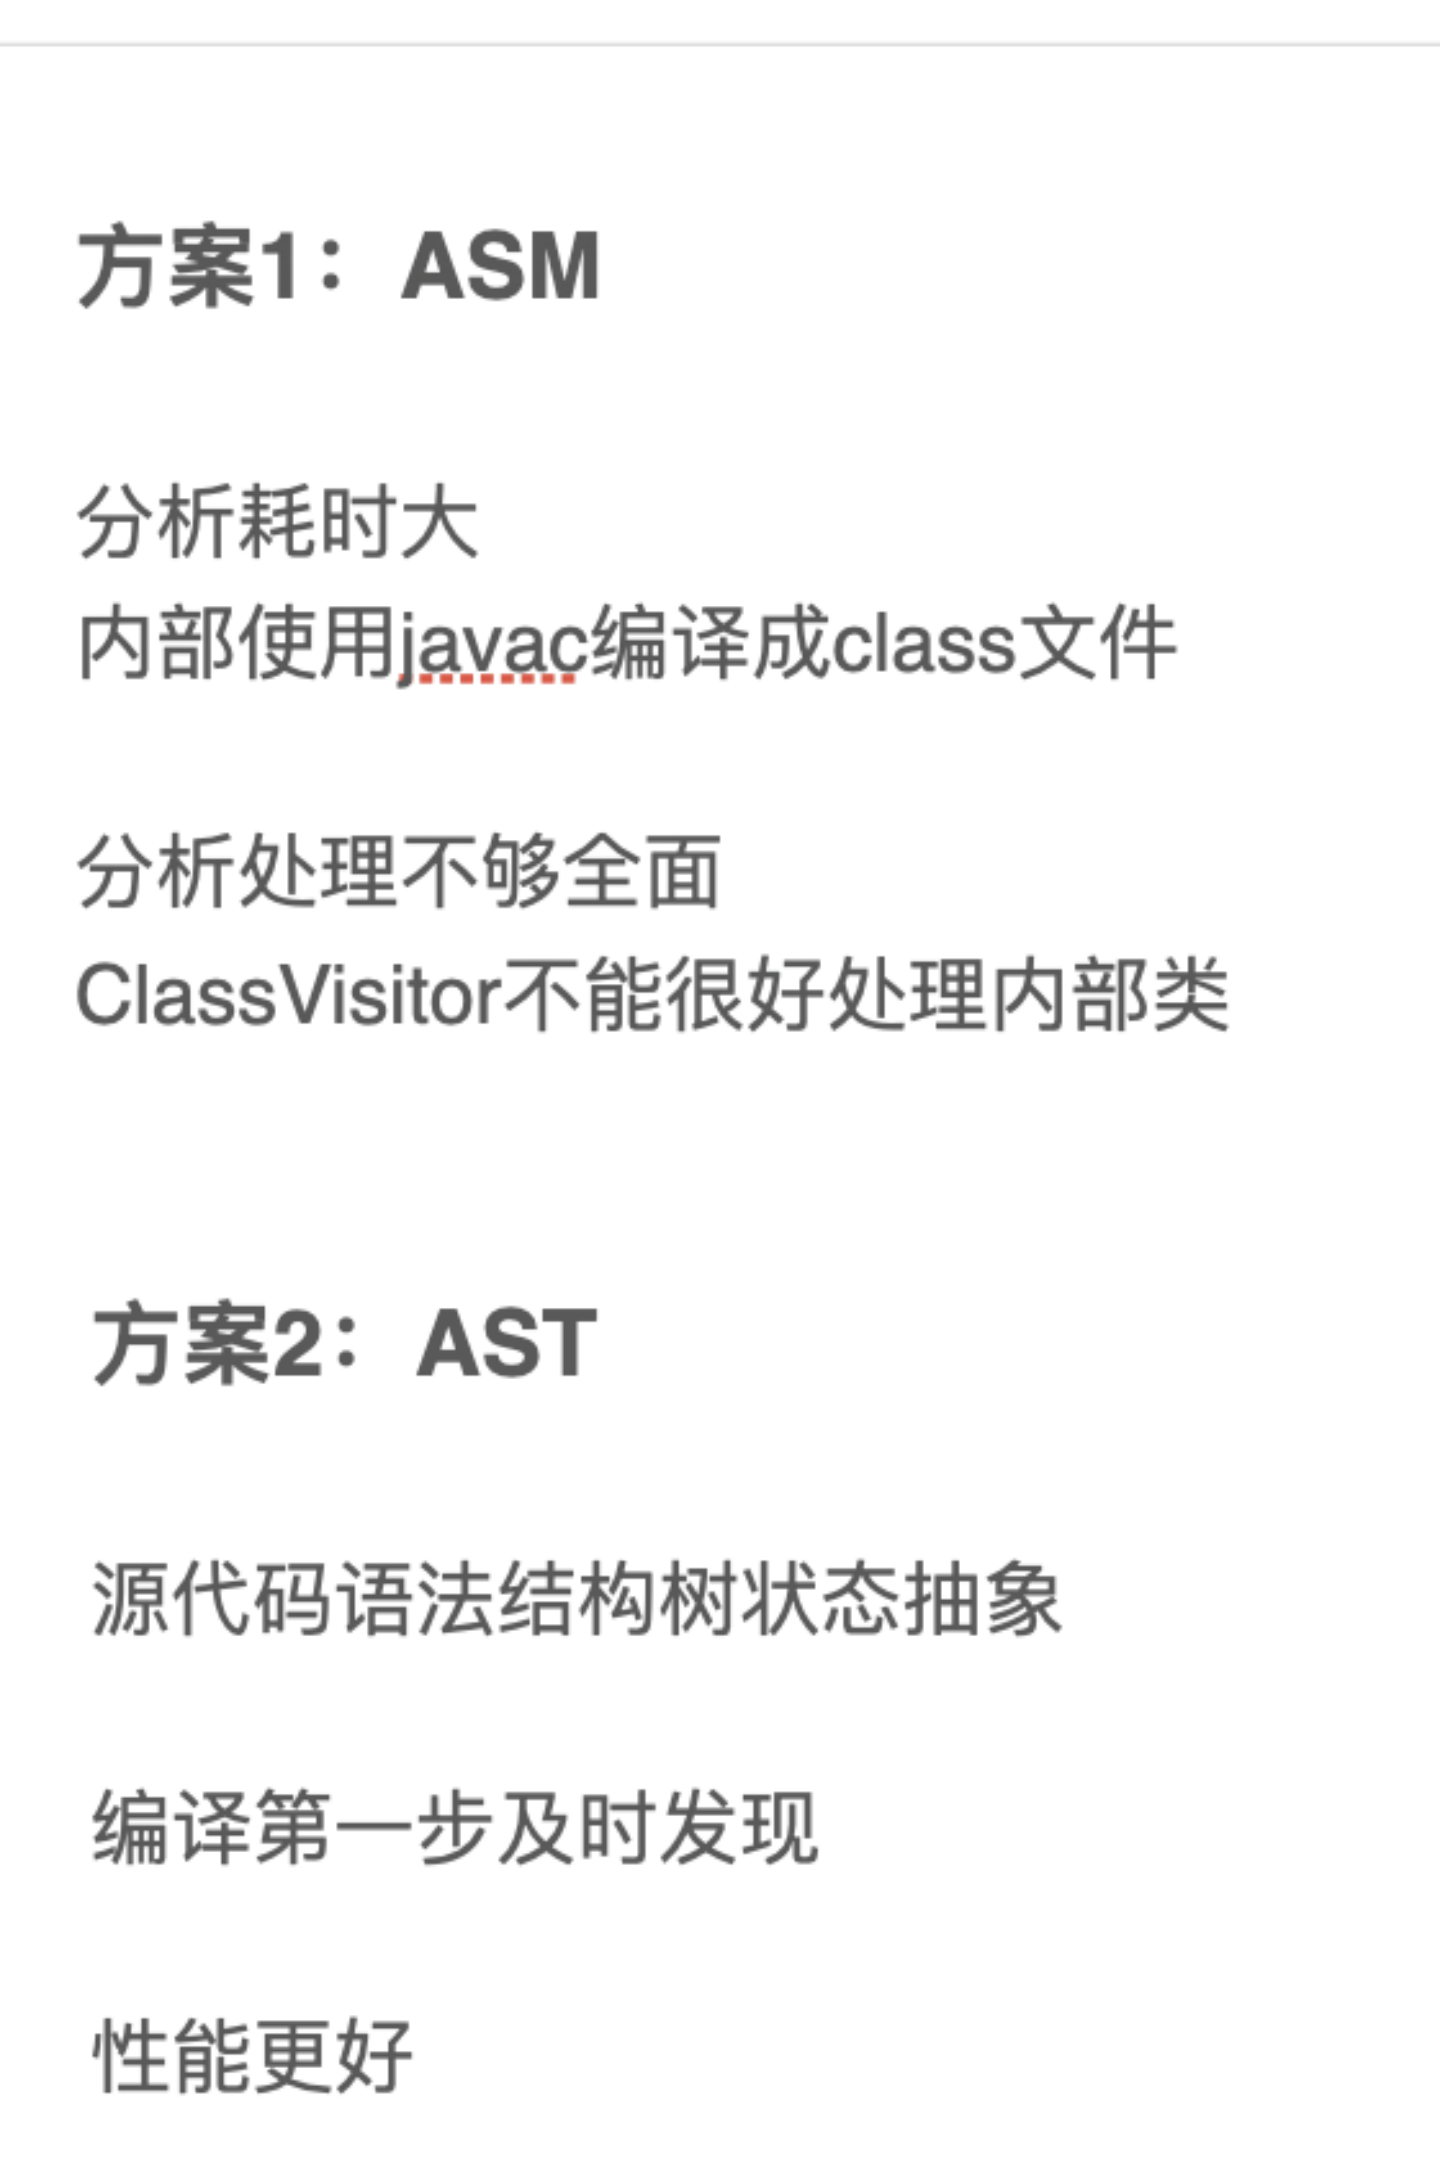 方案1：ASM
分析耗时大
内部使用javac编译成class文件
分析处理不够全面
ClassVisitor不能很好处理内部类
方案2：AST
源代码语法结构树状态抽象
编译第一步及时发现
性能更好